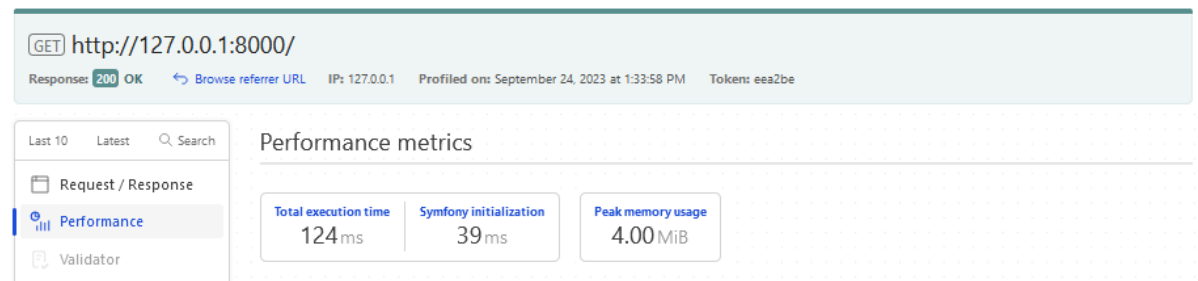 GET http://127.0.0.1:8000/
Response: 200 OK Browse referrer URL IP: 127.0.0.1 Profiled on: September 24, 2023 at 1:33:58 PM Token: eea2be
Last 10 Latest Search
Performance metrics
Request / Response
Performance
Validator
Total execution time Symfony initialization Peak memory usage
124 ms 39 ms 4.00 MiB